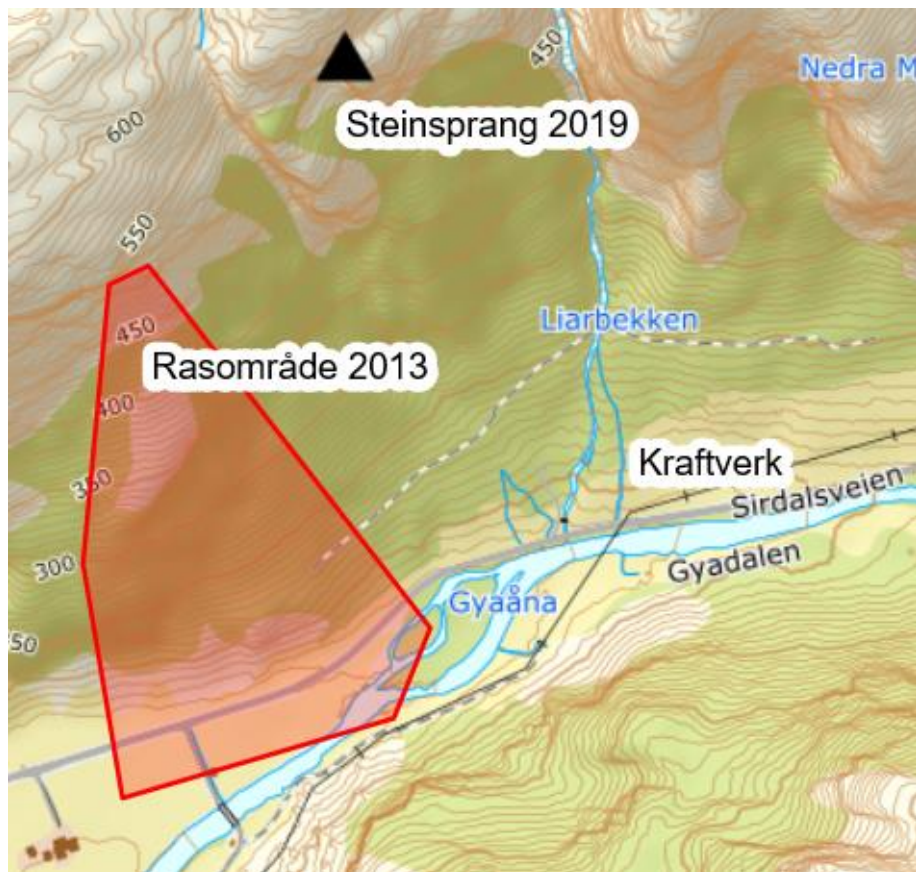 450
Nedra M
Steinsprang 2019
600
550
450
Liarbekken
Rasområde 2013
400
350
Kraftverk
Sirdalsveien
300
Gyadalen
Gyaåna
50